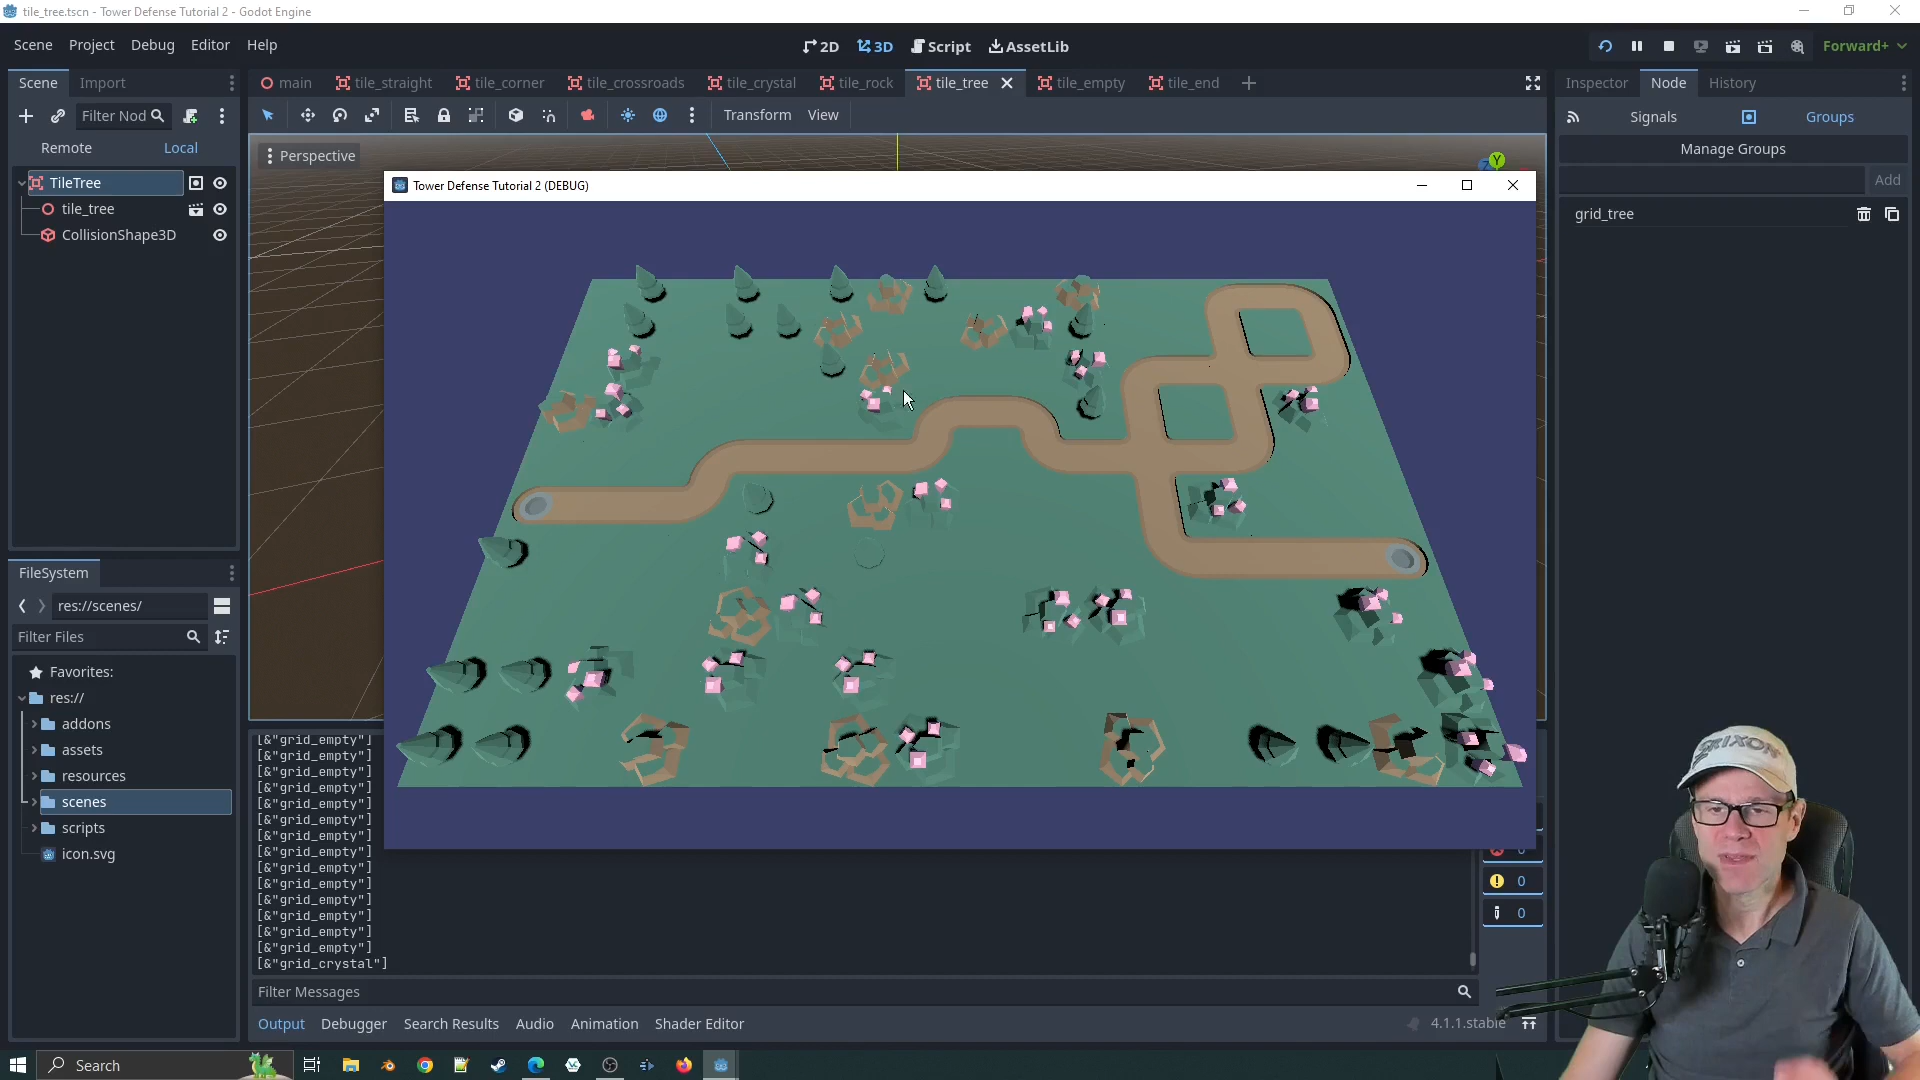 tile_tree.tscn - Tower Defense Tutorial 2 - Godot Engine
Scene Project Debug Editor Help
2D 3D Script AssetLib
Forward+
Scene Import
main tile_straight tile_corner tile_crossroads tile_crystal tile_rock tile_tree tile_empty tile_end
Inspector Node History
Filter Nod
Transform View
Signals Groups
Remote Local
Perspective
Y
Manage Groups
Add
TileTree
tile_tree
CollisionShape3D
Tower Defense Tutorial 2 (DEBUG)
grid_tree
FileSystem
res://scenes/
Filter Files
Favorites:
res://
addons
assets
resources
scenes
scripts
icon.svg
[&"grid_empty"]
[&"grid_empty"]
[&"grid_empty"]
[&"grid_empty"]
[&"grid_empty"]
[&"grid_empty"]
[&"grid_empty"]
[&"grid_empty"]
[&"grid_empty"]
[&"grid_empty"]
[&"grid_empty"]
[&"grid_empty"]
[&"grid_empty"]
[&"grid_empty"]
[&"grid_crystal"]
0
0
0
Filter Messages
Output Debugger Search Results Audio Animation Shader Editor
4.1.1.stable
SRIXON
Search